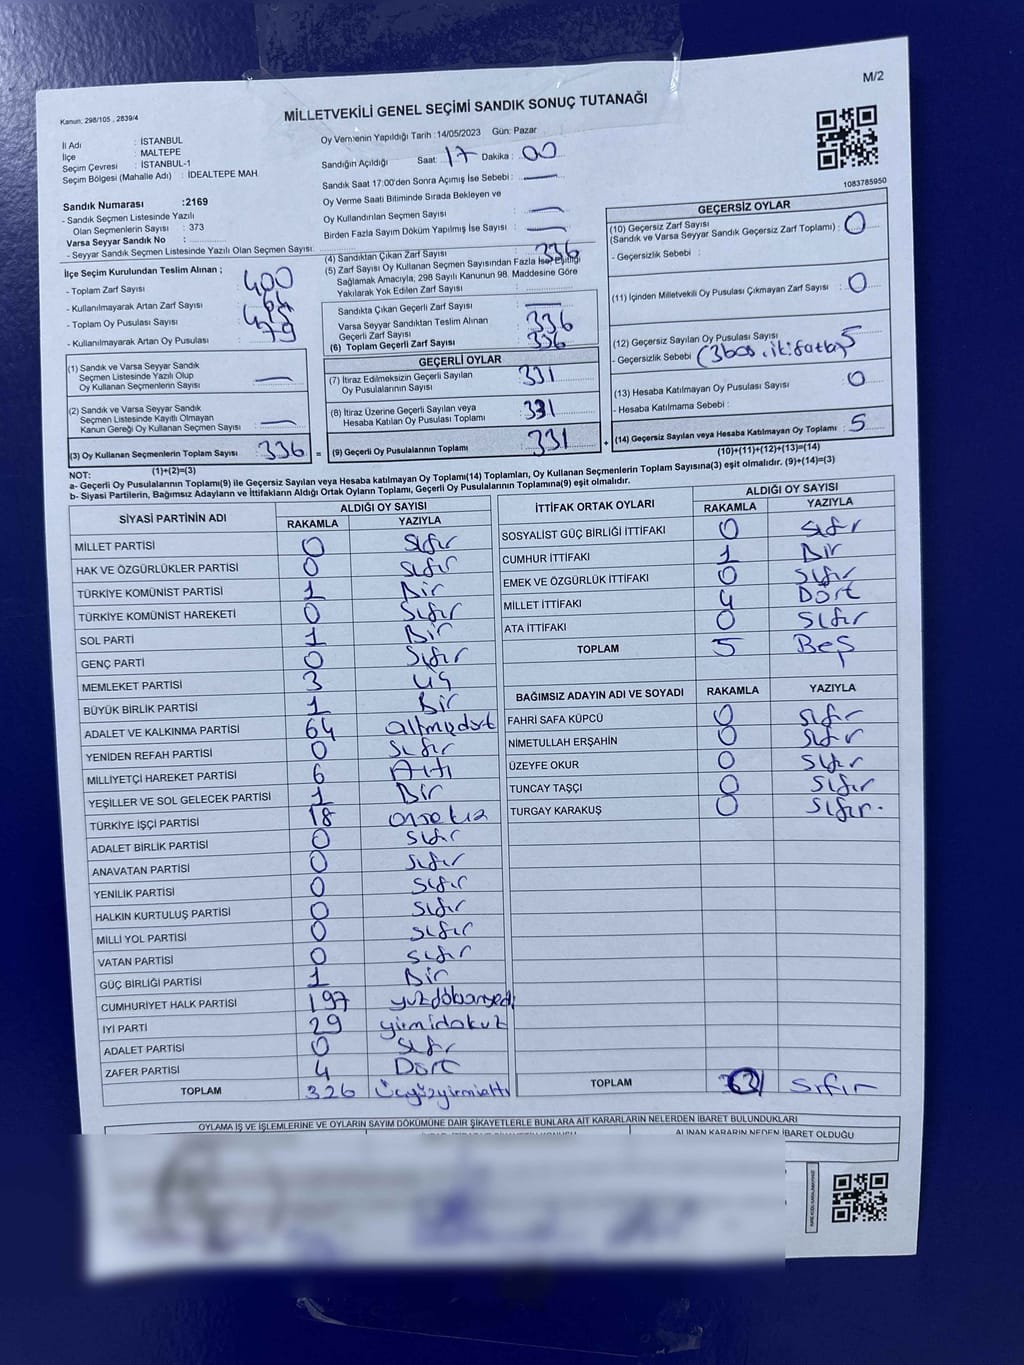 M/2
MİLLETVEKİLİ GENEL SEÇİMİ SANDIK SONUÇ TUTANAĞI
Kanun: 298/105 , 2839/4
İl Adı : İSTANBUL
İlçe : MALTEPE
Seçim Çevresi : İSTANBUL-1
Seçim Bölgesi (Mahalle Adı) : İDEALTEPE MAH
Sandık Numarası :2169
- Sandık Seçmen Listesinde Yazılı
Olan Seçmenlerin Sayısı : 373
Varsa Seyyar Sandık No :
- Seyyar Sandık Seçmen Listesinde Yazılı Olan Seçmen Sayısı:
İlçe Seçim Kurulundan Teslim Alınan ;
- Toplam Zarf Sayısı : 400
- Kullanılmayarak Artan Zarf Sayısı : 64
- Toplam Oy Pusulası Sayısı : 415
- Kullanılmayarak Artan Oy Pusulası : 79
(1) Sandık ve Varsa Seyyar Sandık
Seçmen Listesinde Yazılı Olup
Oy Kullanan Seçmenlerin Sayısı : —
(2) Sandık ve Varsa Seyyar Sandık
Seçmen Listesinde Kayıtlı Olmayan
Kanun Gereği Oy Kullanan Seçmen Sayısı : —
(3) Oy Kullanan Seçmenlerin Toplam Sayısı : 336
(1)+(2)=(3)
Oy Vermenin Yapıldığı Tarih :14/05/2023 Gün: Pazar
Sandığın Açıldığı Saat: 17 Dakika : 00
Sandık Saat 17:00'den Sonra Açımış İse Sebebi : —
Oy Verme Saati Bitiminde Sırada Bekleyen ve
Oy Kullandırılan Seçmen Sayısı : —
Birden Fazla Sayım Döküm Yapılmış İse Sayısı : —
(4) Sandıktan Çıkan Zarf Sayısı : 336
(5) Zarf Sayısı Oy Kullanan Seçmen Sayısından Fazla İse, Eşitliği
Sağlamak Amacıyla, 298 Sayılı Kanunun 98. Maddesine Göre
Yakılarak Yok Edilen Zarf Sayısı :
Sandıkta Çıkan Geçerli Zarf Sayısı : —
Varsa Seyyar Sandıktan Teslim Alınan
Geçerli Zarf Sayısı : 336
(6) Toplam Geçerli Zarf Sayısı : 336
GEÇERLİ OYLAR
(7) İtiraz Edilmeksizin Geçerli Sayılan
Oy Pusulalarının Sayısı : 331
(8) İtiraz Üzerine Geçerli Sayılan veya
Hesaba Katılan Oy Pusulası Toplamı : 331
= (9) Geçerli Oy Pusulalarının Toplamı : 331 +
1083785950
GEÇERSİZ OYLAR
(10) Geçersiz Zarf Sayısı
(Sandık ve Varsa Seyyar Sandık Geçersiz Zarf Toplamı) : 0
- Geçersizlik Sebebi :
(11) İçinden Milletvekili Oy Pusulası Çıkmayan Zarf Sayısı : 0
(12) Geçersiz Sayılan Oy Pusulası Sayısı : 5
- Geçersizlik Sebebi
(13) Hesaba Katılmayan Oy Pusulası Sayısı : 0
- Hesaba Katılmama Sebebi :
(14) Geçersiz Sayılan veya Hesaba Katılmayan Oy Toplamı : 5
(10)+(11)+(12)+(13)=(14)
NOT:
a- Geçerli Oy Pusulalarının Toplamı(9) ile Geçersiz Sayılan veya Hesaba katılmayan Oy Toplamı(14) Toplamları, Oy Kullanan Seçmenlerin Toplam Sayısına(3) eşit olmalıdır. (9)+(14)=(3)
b- Siyasi Partilerin, Bağımsız Adayların ve İttifakların Aldığı Ortak Oyların Toplamı, Geçerli Oy Pusulalarının Toplamına(9) eşit olmalıdır.
SİYASİ PARTİNİN ADI ALDIĞI OY SAYISI
RAKAMLA YAZIYLA
MİLLET PARTİSİ 0 sıfır
HAK VE ÖZGÜRLÜKLER PARTİSİ 0 sıfır
TÜRKİYE KOMÜNİST PARTİSİ 1 Bir
TÜRKİYE KOMÜNİST HAREKETİ 0 Sıfır
SOL PARTİ 1 Bir
GENÇ PARTİ 0 Sıfır
MEMLEKET PARTİSİ 3 üç
BÜYÜK BİRLİK PARTİSİ 1 Bir
ADALET VE KALKINMA PARTİSİ 64 altmışdört
YENİDEN REFAH PARTİSİ 0 sıfır
MİLLİYETÇİ HAREKET PARTİSİ 6 Altı
YEŞİLLER VE SOL GELECEK PARTİSİ 1 Bir
TÜRKİYE İŞÇİ PARTİSİ 18 onsekiz
ADALET BİRLİK PARTİSİ 0 sıfır
ANAVATAN PARTİSİ 0 sıfır
YENİLİK PARTİSİ 0 sıfır
HALKIN KURTULUŞ PARTİSİ 0 sıfır
MİLLİ YOL PARTİSİ 0 sıfır
VATAN PARTİSİ 0 sıfır
GÜÇ BİRLİĞİ PARTİSİ 1 Bir
CUMHURİYET HALK PARTİSİ 197
İYİ PARTİ 29 yirmidokuz
ADALET PARTİSİ 0 sıfır
ZAFER PARTİSİ 4 Dört
TOPLAM 326 Üçyüzyirmialtı
İTTİFAK ORTAK OYLARI ALDIĞI OY SAYISI
RAKAMLA YAZIYLA
SOSYALİST GÜÇ BİRLİĞİ İTTİFAKI 0 sıfır
CUMHUR İTTİFAKI 1 Bir
EMEK VE ÖZGÜRLÜK İTTİFAKI 0 sıfır
MİLLET İTTİFAKI 4 Dört
ATA İTTİFAKI 0 sıfır
TOPLAM 5 Beş
BAĞIMSIZ ADAYIN ADI VE SOYADI RAKAMLA YAZIYLA
FAHRİ SAFA KÜPCÜ 0 sıfır
NİMETULLAH ERŞAHİN 0 sıfır
ÜZEYFE OKUR 0 sıfır
TUNCAY TAŞÇI 0 sıfır
TURGAY KARAKUŞ 0 sıfır.
TOPLAM sıfır
OYLAMA İŞ VE İŞLEMLERİNE VE OYLARIN SAYIM DÖKÜMÜNE DAİR ŞİKAYETLERLE BUNLARA AİT KARARLARIN NELERDEN İBARET BULUNDUKLARI
ALINAN KARARIN NEDEN İBARET OLDUĞU